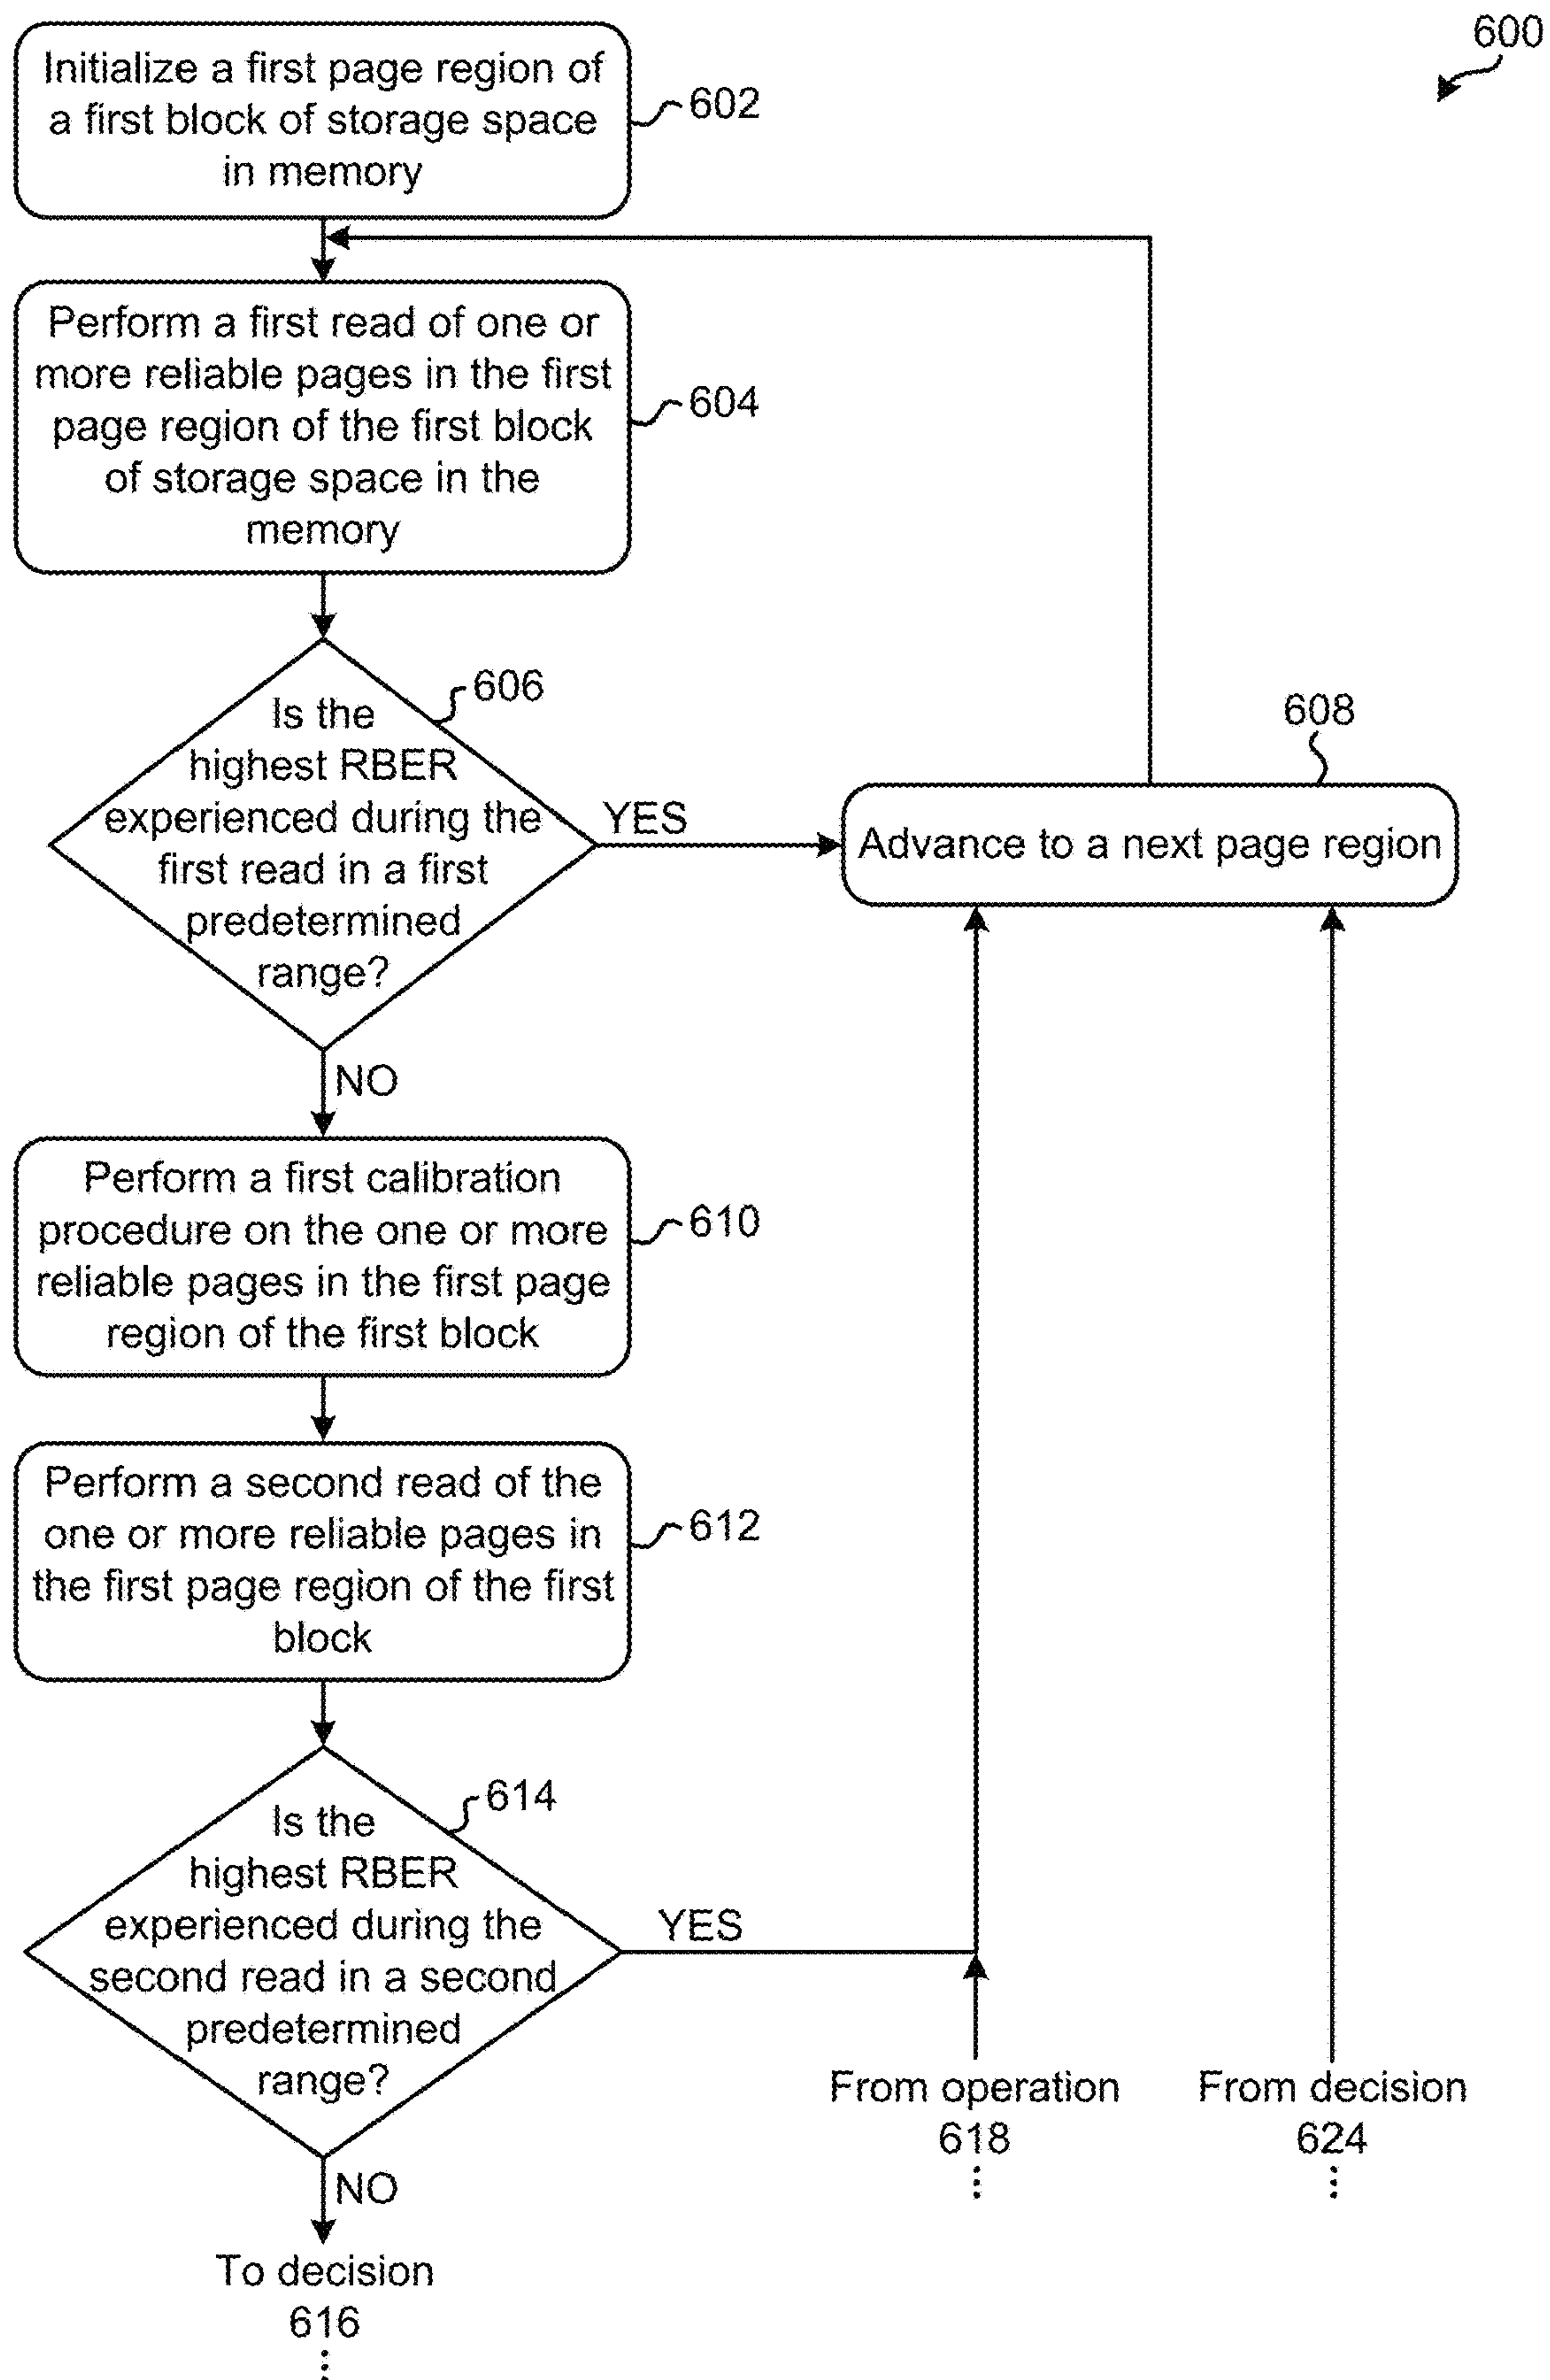 600
Initialize a first page region of
a first block of storage space
in memory
602
Perform a first read of one or
more reliable pages in the first
page region of the first block
of storage space in the
memory
604
606
Is the
highest RBER
experienced during the
first read in a first
predetermined
range?
YES
608
Advance to a next page region
NO
Perform a first calibration
procedure on the one or more
reliable pages in the first page
region of the first block
610
Perform a second read of the
one or more reliable pages in
the first page region of the first
block
612
614
Is the
highest RBER
experienced during the
second read in a second
predetermined
range?
YES
From operation
618
...
From decision
624
...
NO
To decision
616
...